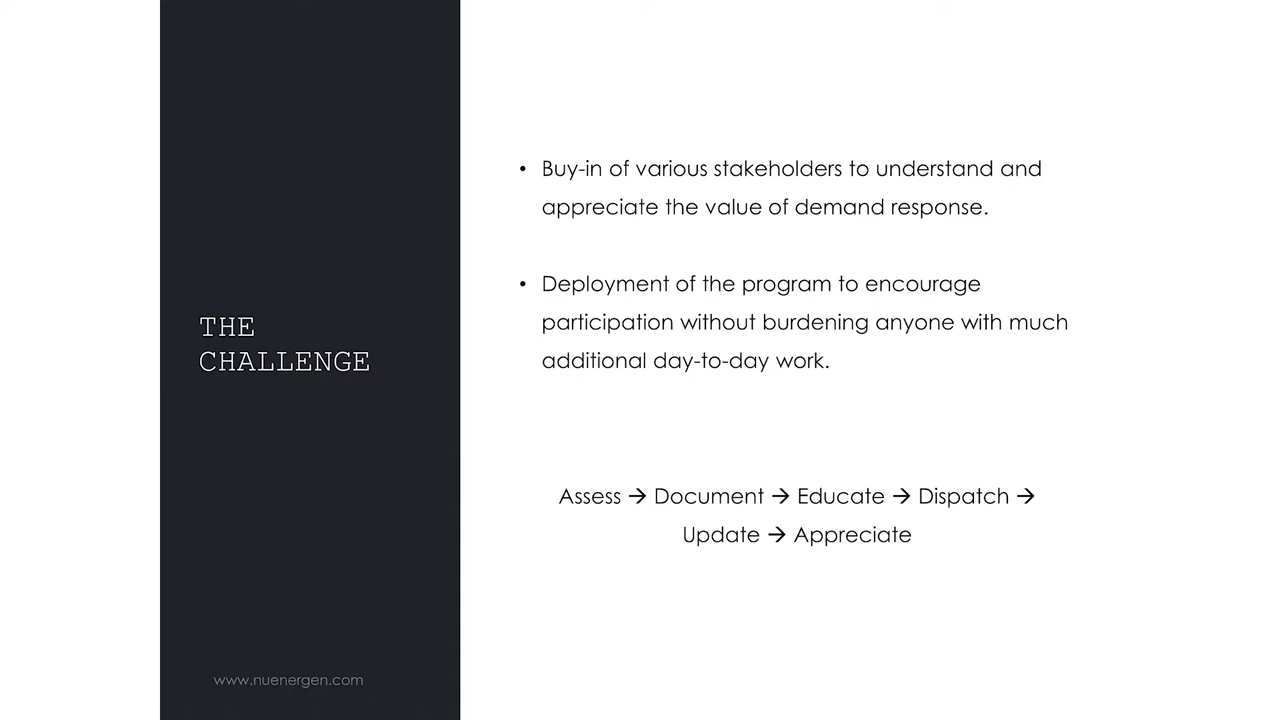 THE
CHALLENGE
• Buy-in of various stakeholders to understand and
appreciate the value of demand response.
• Deployment of the program to encourage
participation without burdening anyone with much
additional day-to-day work.
Assess → Document → Educate → Dispatch →
Update → Appreciate
www.nuenergen.com